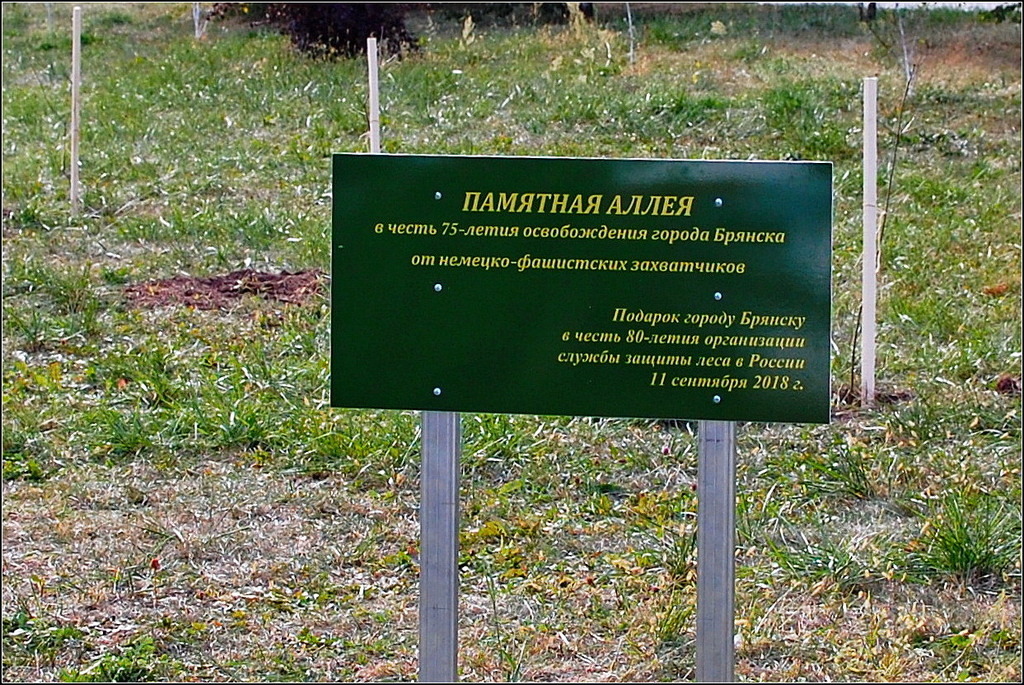 ПАМЯТНАЯ АЛЛЕЯ
в честь 75-летия освобождения города Брянска
от немецко-фашистских захватчиков
Подарок городу Брянску
в честь 80-летия организации
службы защиты леса в России
11 сентября 2018 г.